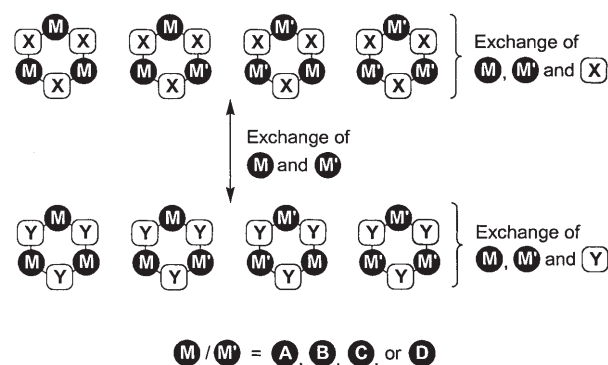 M M M' M'
X X X X X X X X
Exchange of
M M M M' M' M M' M'
M, M' and X
X X X X
Exchange of
M and M'
M M M' M'
Y Y Y Y Y Y Y Y
Exchange of
M M M M' M' M M' M'
M, M' and Y
Y Y Y Y
M / M' = A, B, C, or D